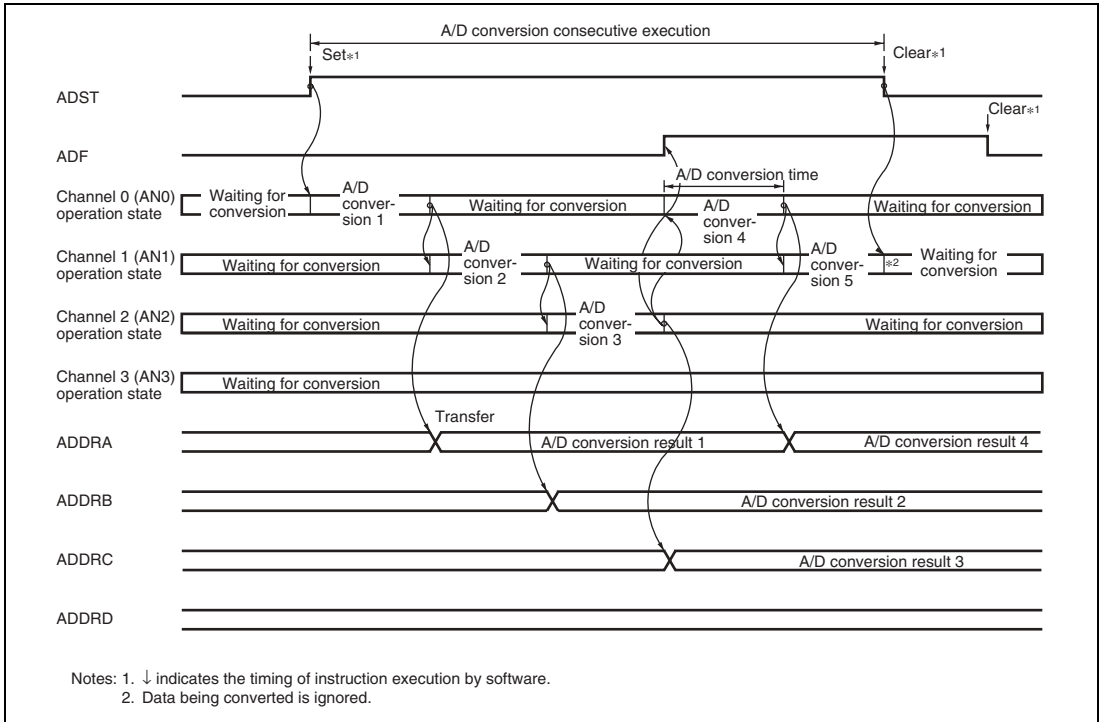 A/D conversion consecutive execution
Set*1
Clear*1
ADST
Clear*1
ADF
A/D conversion time
Channel 0 (AN0)
operation state
Waiting for
conversion
A/D
conver-
sion 1
Waiting for conversion
A/D
conver-
sion 4
Waiting for conversion
Channel 1 (AN1)
operation state
Waiting for conversion
A/D
conver-
sion 2
Waiting for conversion
A/D
conver-
sion 5
*2
Waiting for
conversion
Channel 2 (AN2)
operation state
Waiting for conversion
A/D
conver-
sion 3
Waiting for conversion
Channel 3 (AN3)
operation state
Waiting for conversion
Transfer
ADDRA
A/D conversion result 1
A/D conversion result 4
ADDRB
A/D conversion result 2
ADDRC
A/D conversion result 3
ADDRD
Notes: 1. ↓ indicates the timing of instruction execution by software.
2. Data being converted is ignored.